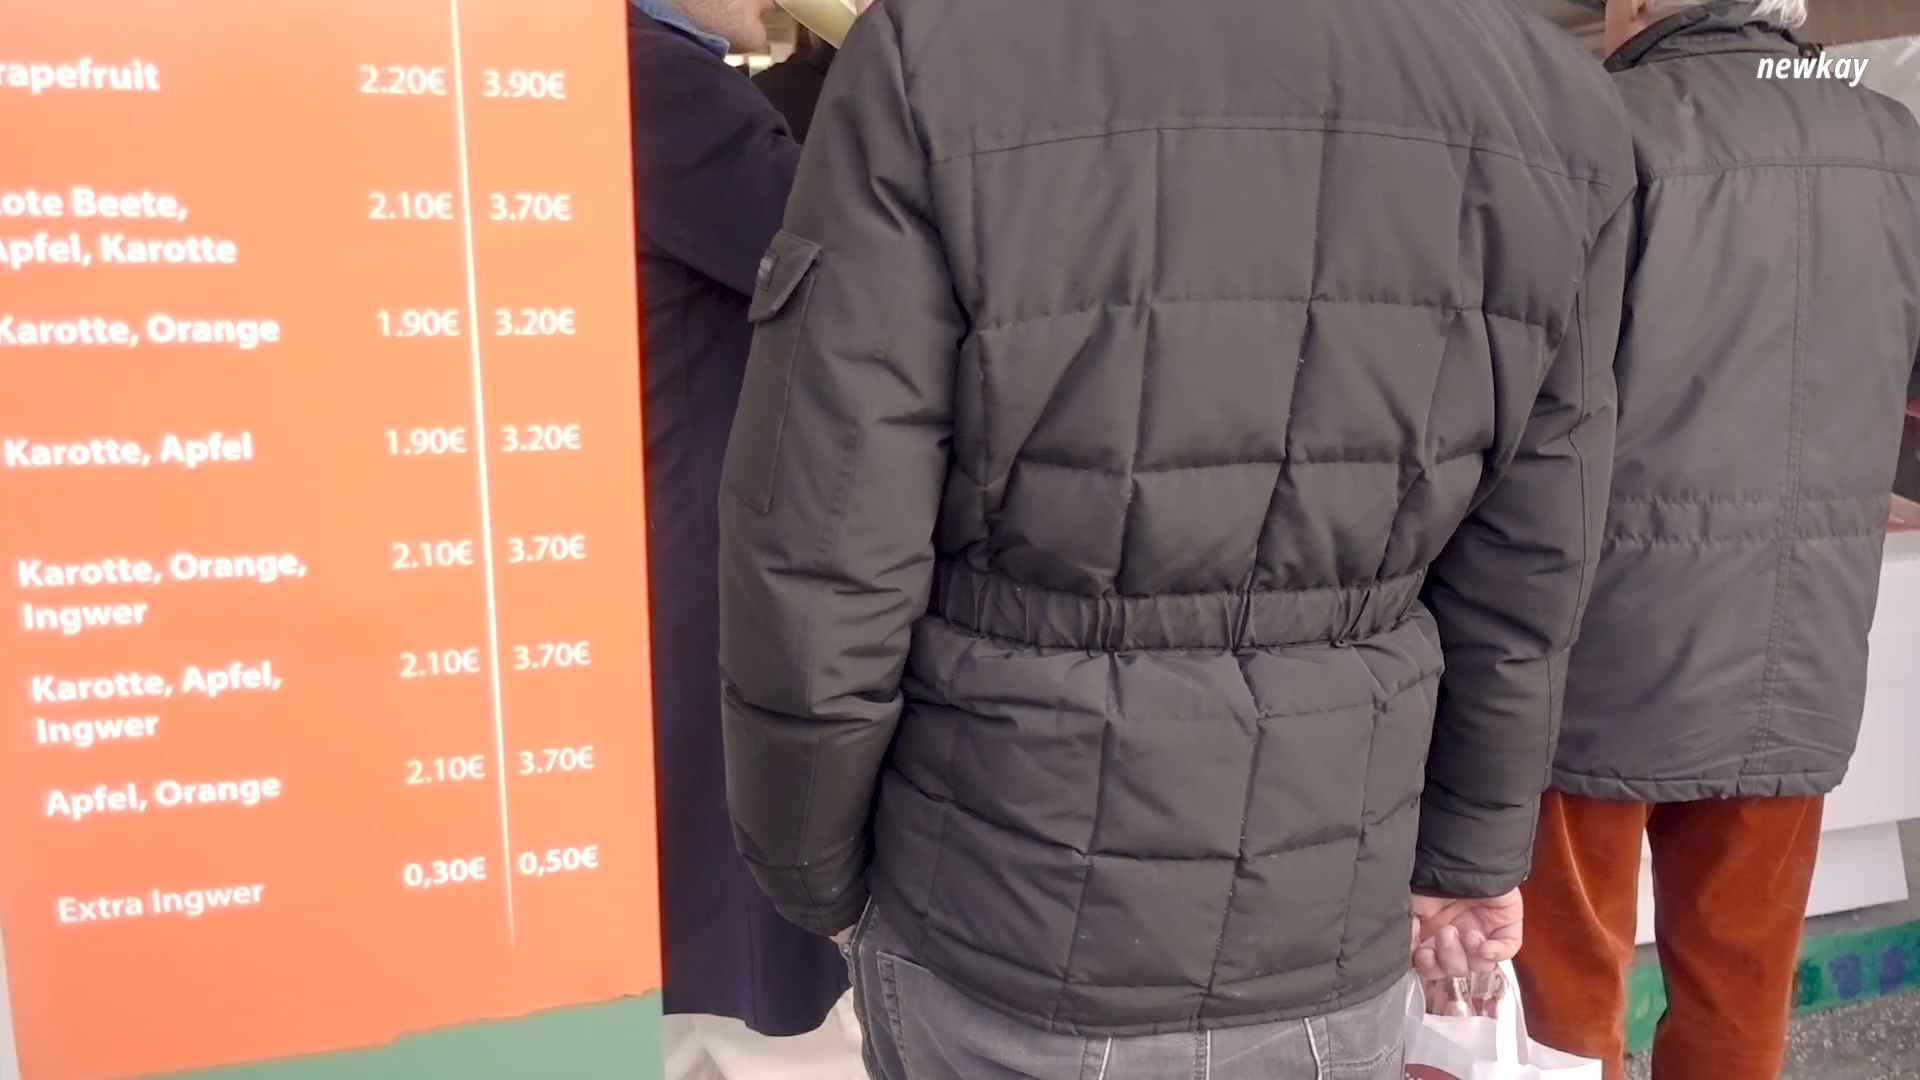 rapefruit 2.20€ 3.90€
ote Beete, 2.10€ 3.70€
Apfel, Karotte
Karotte, Orange 1.90€ 3.20€
Karotte, Apfel 1.90€ 3.20€
Karotte, Orange, 2.10€ 3.70€
Ingwer
Karotte, Apfel, 2.10€ 3.70€
Ingwer
Apfel, Orange 2.10€ 3.70€
Extra Ingwer 0,30€ 0,50€
newkay